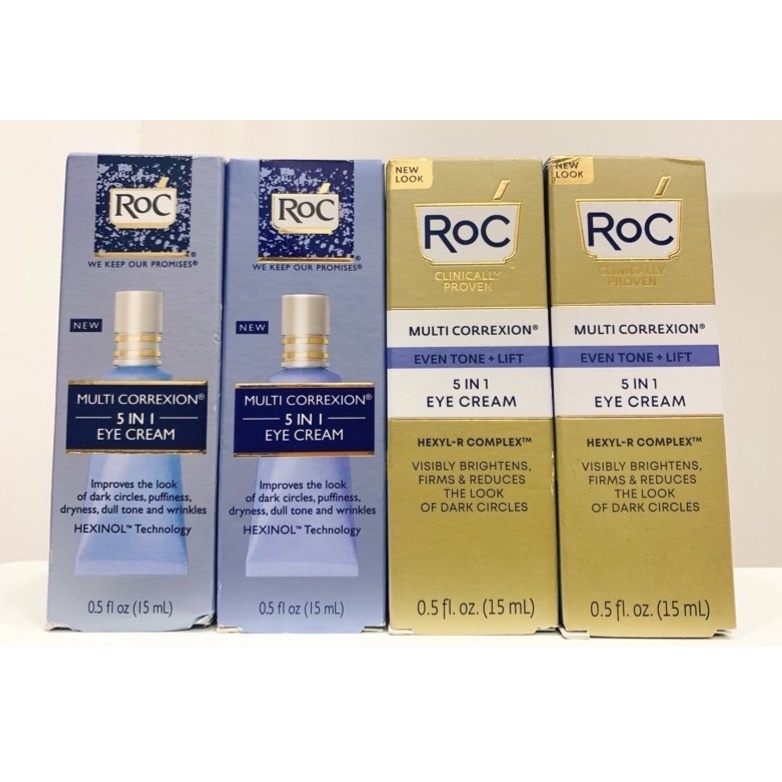 RoC
WE KEEP OUR PROMISES®
NEW
MULTI CORREXION®
5 IN 1
EYE CREAM
Improves the look
of dark circles, puffiness,
dryness, dull tone and wrinkles
HEXINOL™ Technology
0.5 fl oz (15 mL)
RoC
WE KEEP OUR PROMISES®
NEW
MULTI CORREXION®
5 IN 1
EYE CREAM
Improves the look
of dark circles, puffiness,
dryness, dull tone and wrinkles
HEXINOL™ Technology
0.5 fl oz (15 mL)
NEW
LOOK
RoC
CLINICALLY
PROVEN
MULTI CORREXION®
EVEN TONE + LIFT
5 IN 1
EYE CREAM
HEXYL-R COMPLEX™
VISIBLY BRIGHTENS,
FIRMS & REDUCES
THE LOOK
OF DARK CIRCLES
0.5 fl. oz. (15 mL)
NEW
LOOK
RoC
CLINICALLY
PROVEN
MULTI CORREXION®
EVEN TONE + LIFT
5 IN 1
EYE CREAM
HEXYL-R COMPLEX™
VISIBLY BRIGHTENS,
FIRMS & REDUCES
THE LOOK
OF DARK CIRCLES
0.5 fl. oz. (15 mL)